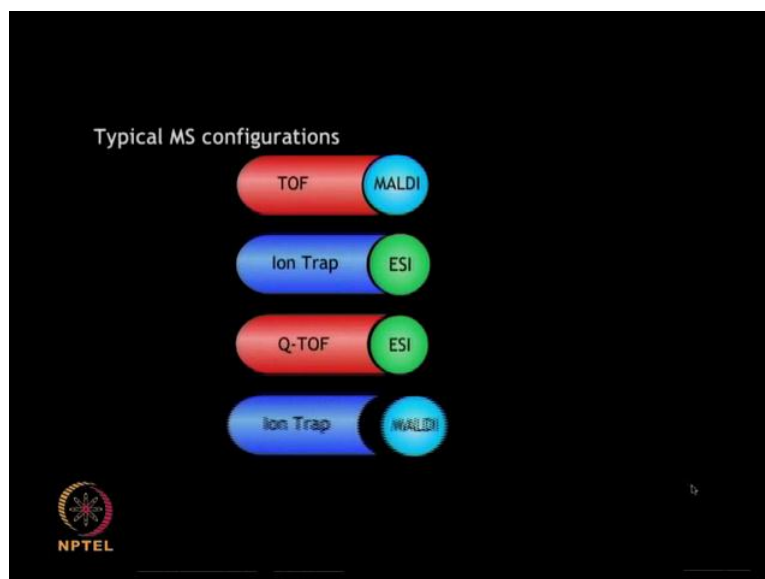 Typical MS configurations
TOF MALDI
Ion Trap ESI
Q-TOF ESI
Ion Trap MALDI
NPTEL